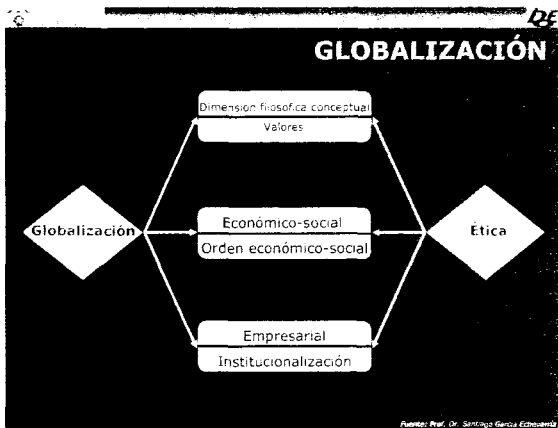 GLOBALIZACIÓN
Dimensión filosofica conceptual
Valores
Globalización
Económico-social
Orden económico-social
Ética
Empresarial
Institucionalización
Fuente: Prof. Dr. Santiago García Echevarría